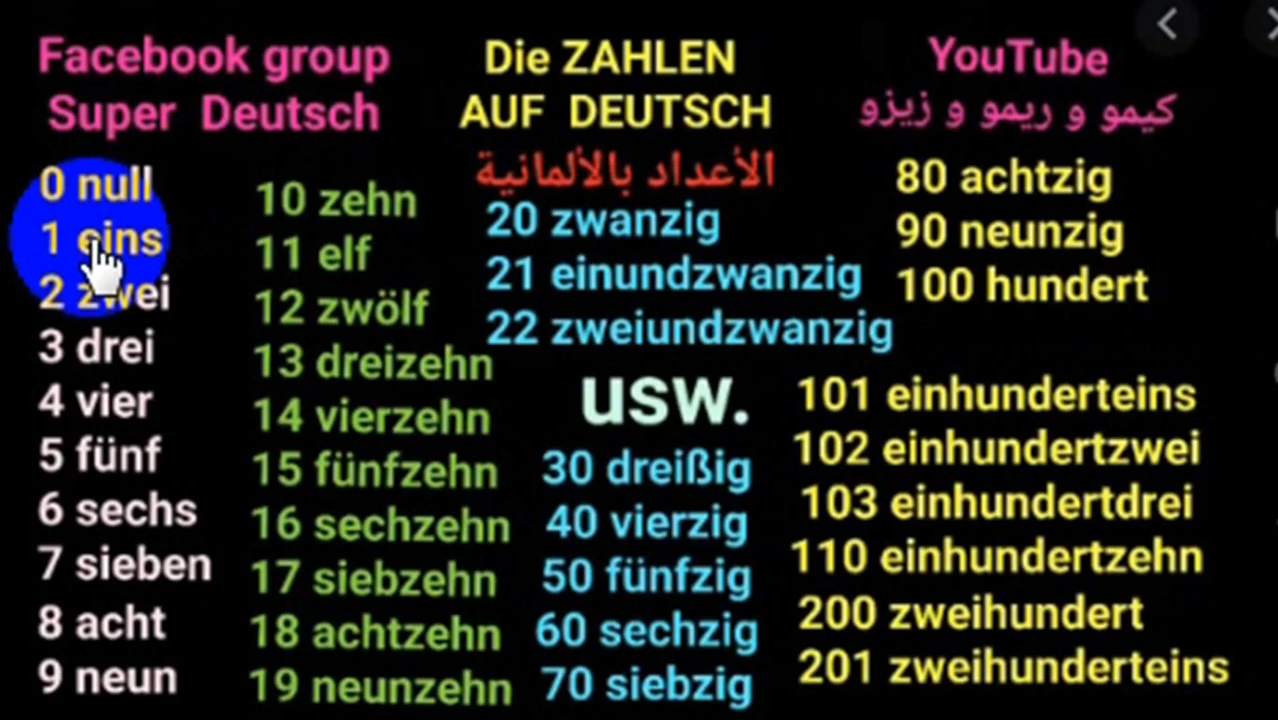 Facebook group
Super Deutsch
Die ZAHLEN
AUF DEUTSCH
الأعداد بالألمانية
YouTube
كيمو و ريمو و زيزو
0 null
1 eins
2 zwei
3 drei
4 vier
5 fünf
6 sechs
7 sieben
8 acht
9 neun
10 zehn
11 elf
12 zwölf
13 dreizehn
14 vierzehn
15 fünfzehn
16 sechzehn
17 siebzehn
18 achtzehn
19 neunzehn
20 zwanzig
21 einundzwanzig
22 zweiundzwanzig
usw.
30 dreißig
40 vierzig
50 fünfzig
60 sechzig
70 siebzig
80 achtzig
90 neunzig
100 hundert
101 einhunderteins
102 einhundertzwei
103 einhundertdrei
110 einhundertzehn
200 zweihundert
201 zweihunderteins